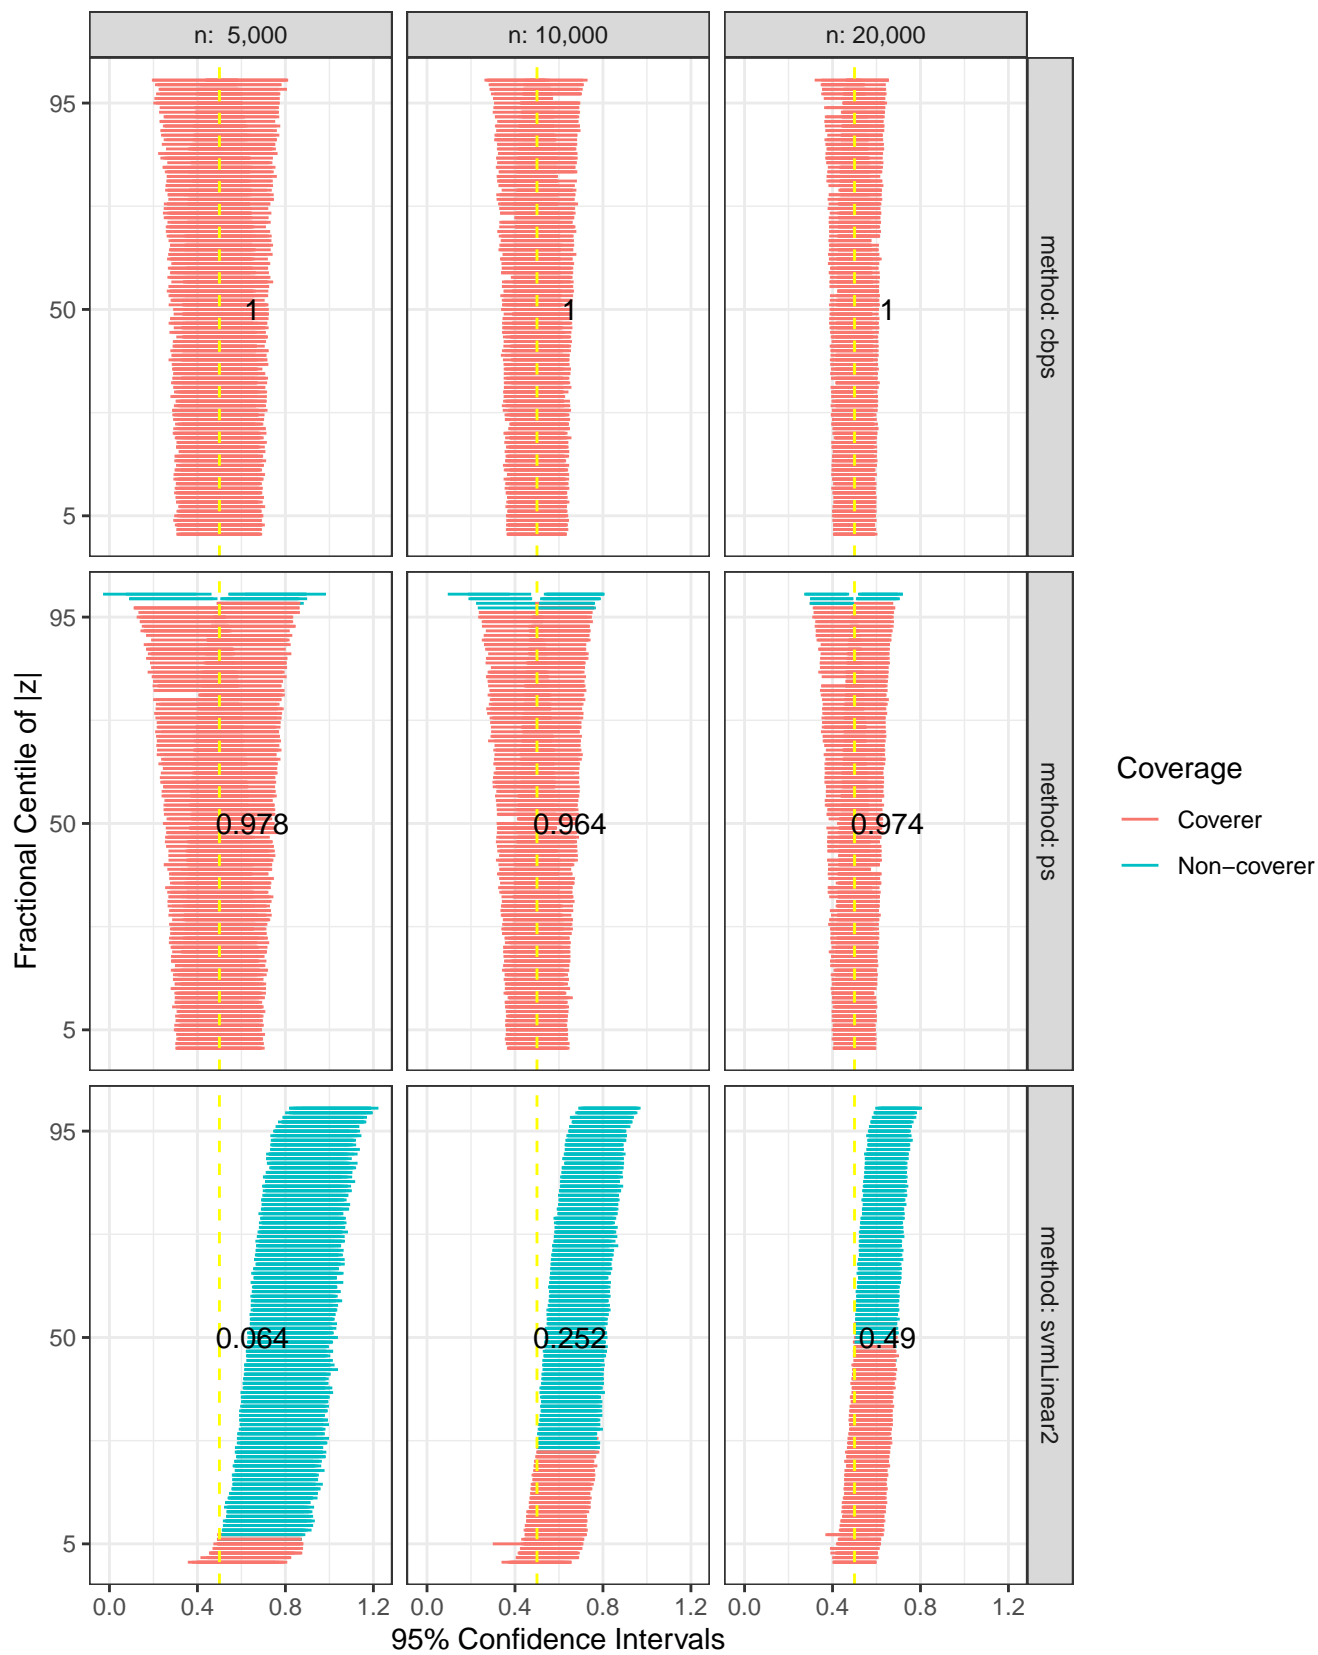 n:  5,000
n: 10,000
n: 20,000
95
50
5
1
1
1
method: cbps
95
50
5
0.978
0.964
0.974
method: ps
95
50
5
0.064
0.252
0.49
method: svmLinear2
0.0 0.4 0.8 1.2
0.0 0.4 0.8 1.2
0.0 0.4 0.8 1.2
95% Confidence Intervals
Fractional Centile of |z|
Coverage
Coverer
Non−coverer